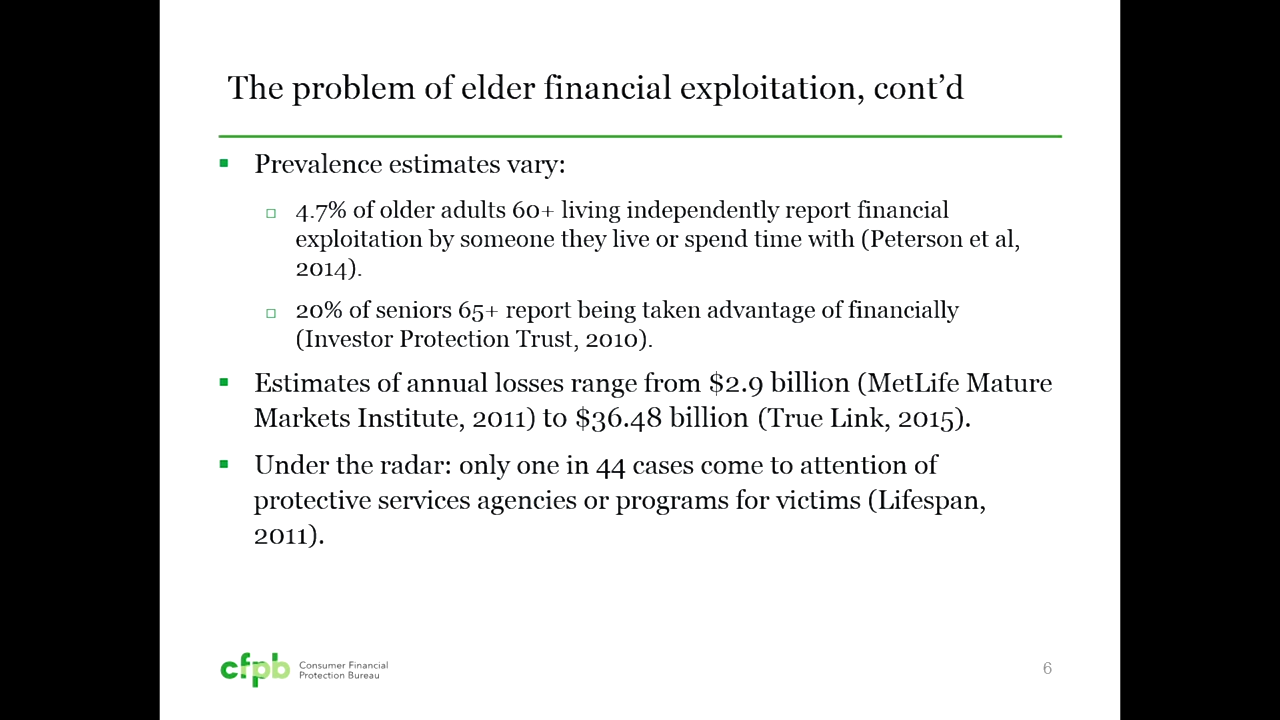 The problem of elder financial exploitation, cont’d
Prevalence estimates vary:
4.7% of older adults 60+ living independently report financial
exploitation by someone they live or spend time with (Peterson et al,
2014).
20% of seniors 65+ report being taken advantage of financially
(Investor Protection Trust, 2010).
Estimates of annual losses range from $2.9 billion (MetLife Mature
Markets Institute, 2011) to $36.48 billion (True Link, 2015).
Under the radar: only one in 44 cases come to attention of
protective services agencies or programs for victims (Lifespan,
2011).
cfpb
Consumer Financial
Protection Bureau
6